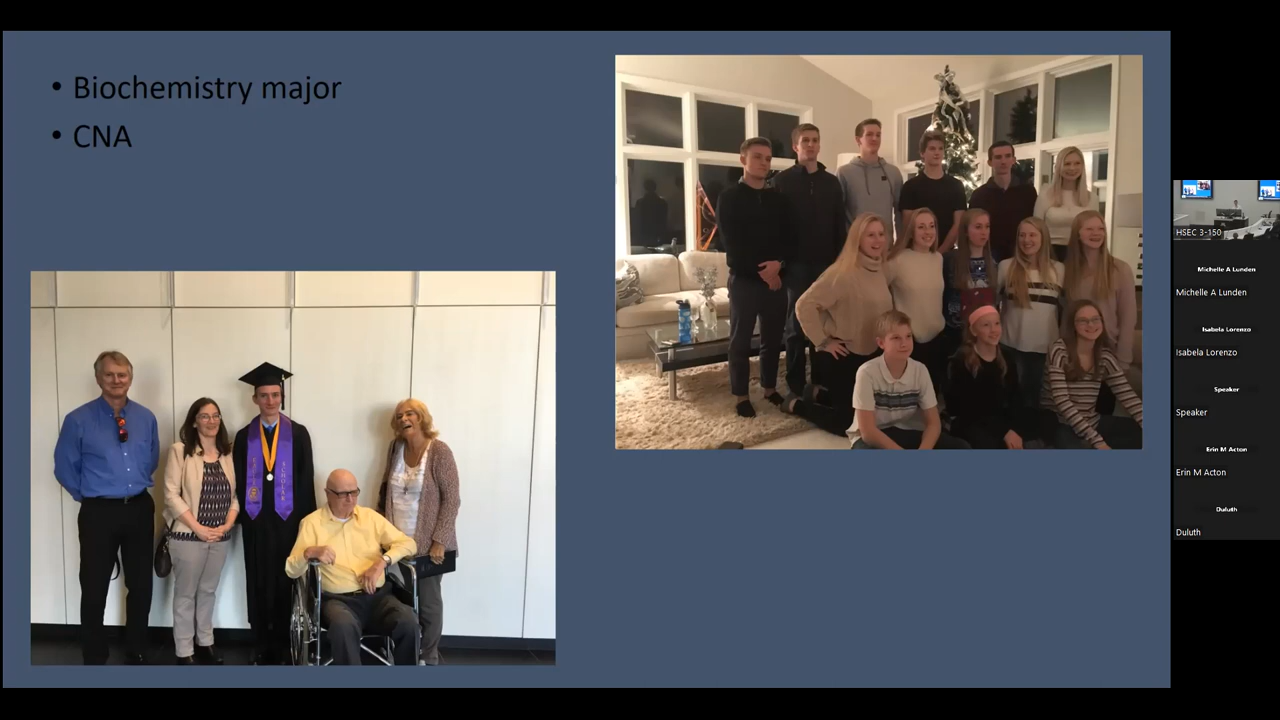 • Biochemistry major
• CNA
HSEC 3-150
Michelle A Lunden
Michelle A Lunden
Isabela Lorenzo
Isabela Lorenzo
Speaker
Speaker
Erin M Acton
Erin M Acton
Duluth
Duluth
SCHOLAR